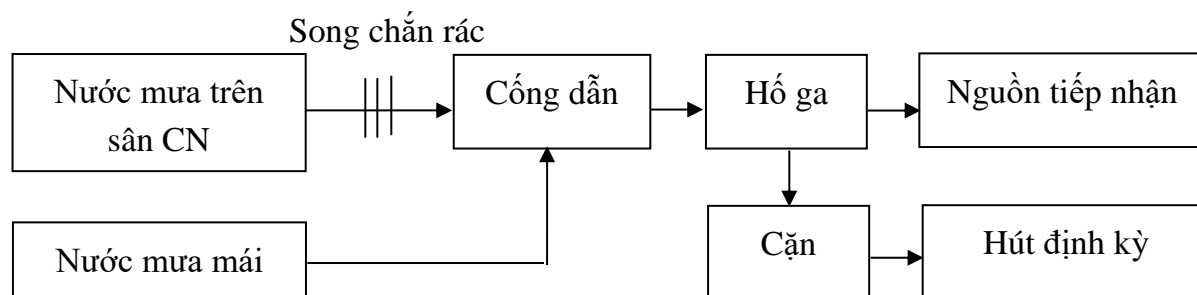 Song chắn rác
Nước mưa trên
sân CN
Cống dẫn
Hố ga
Nguồn tiếp nhận
Nước mưa mái
Cặn
Hút định kỳ